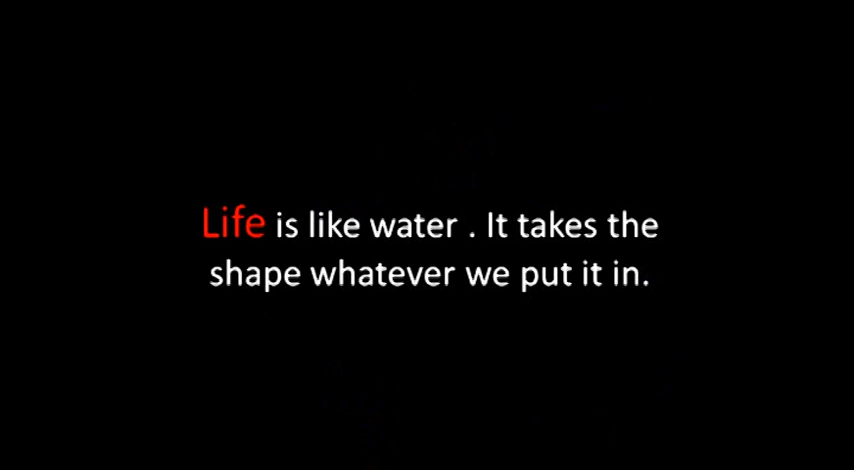 Life is like water . It takes the
shape whatever we put it in.